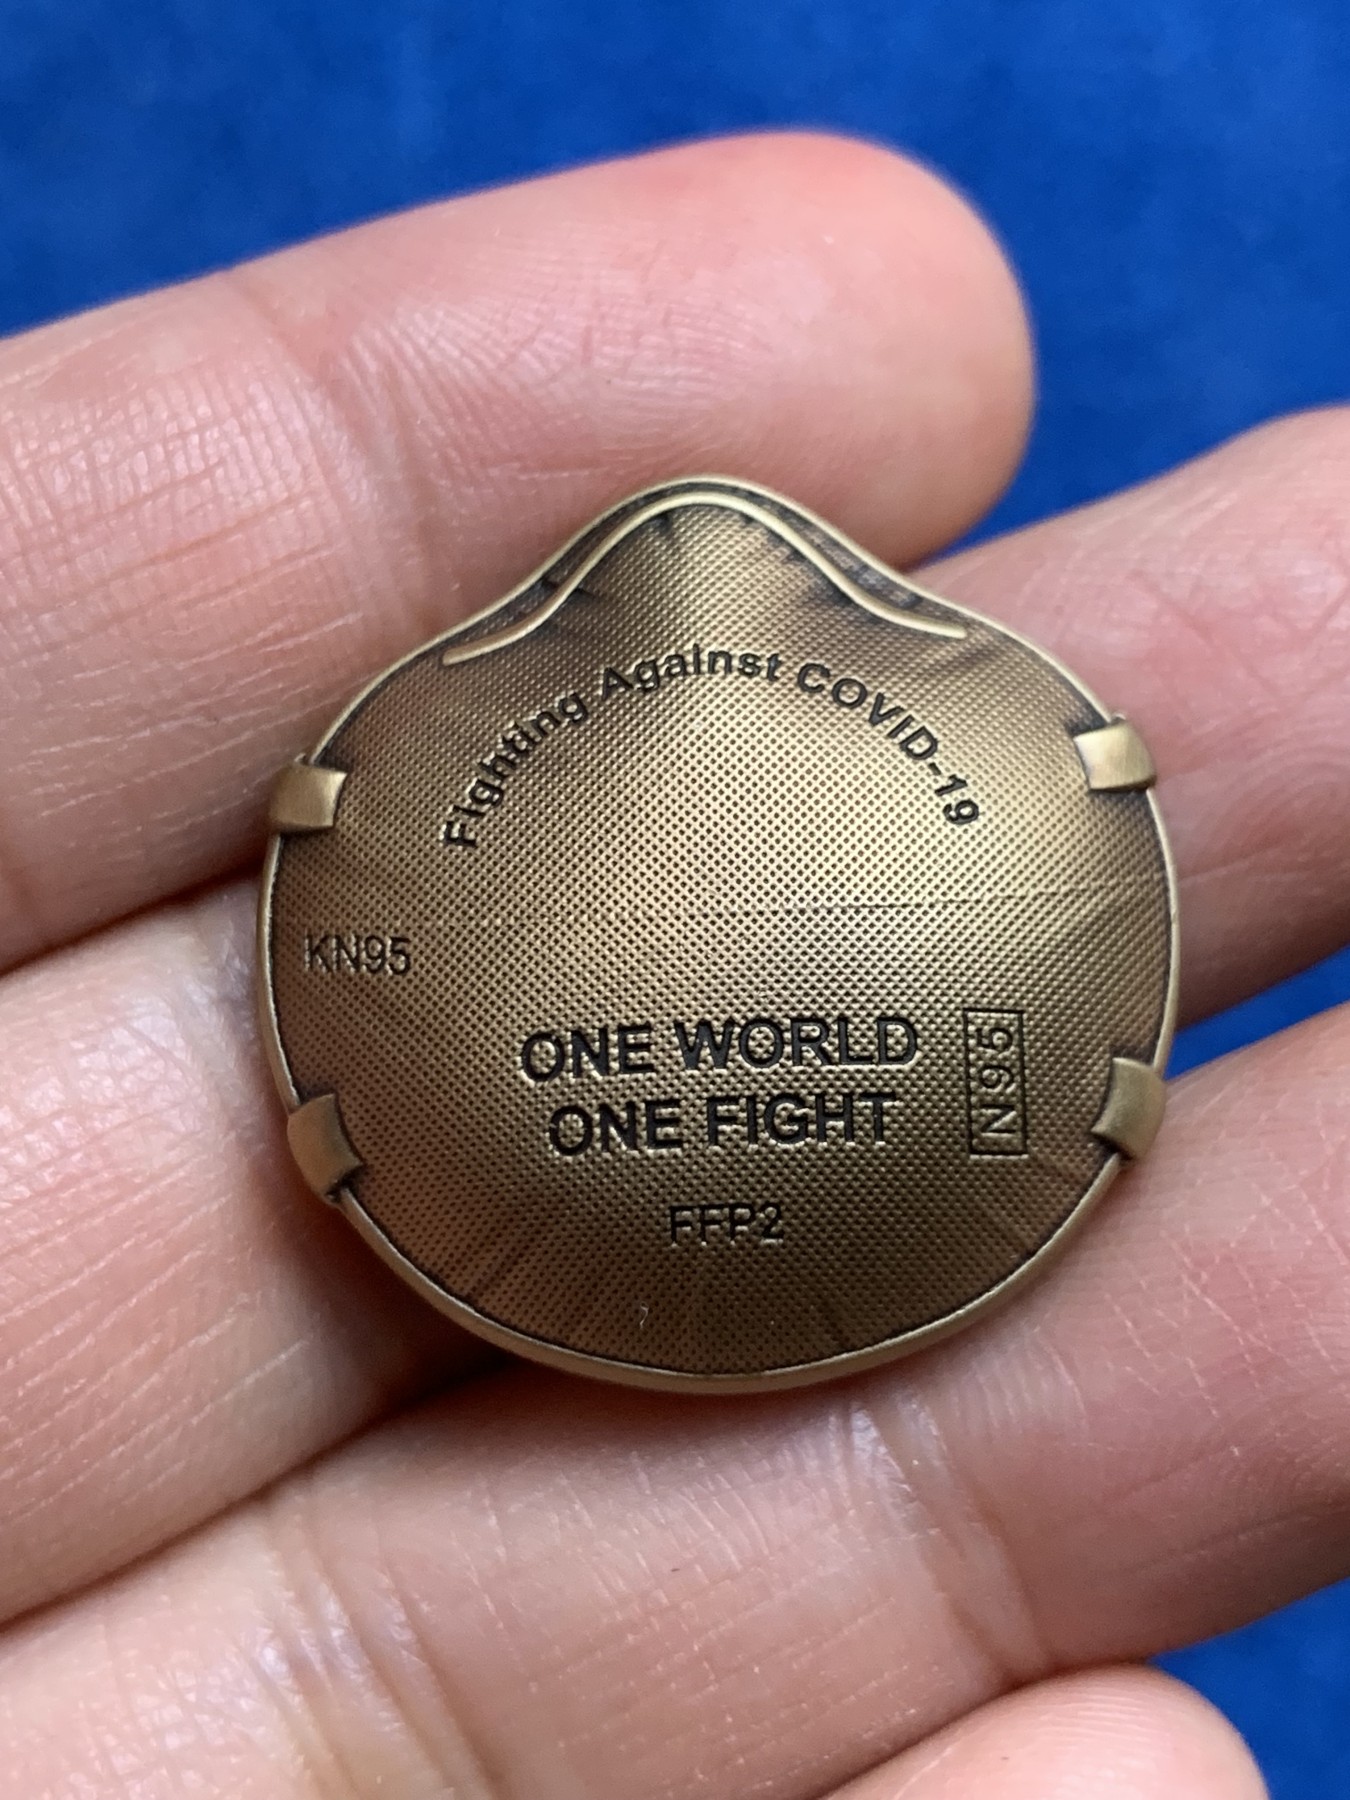 Fighting Against COVID-19
KN95
ONE WORLD
ONE FIGHT
N95
FFP2